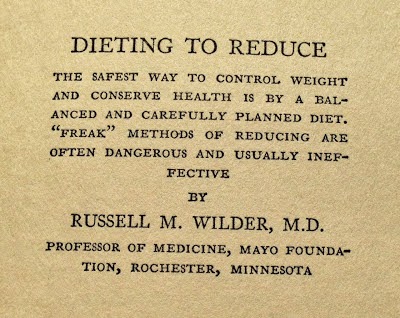 DIETING TO REDUCE
THE SAFEST WAY TO CONTROL WEIGHT
AND CONSERVE HEALTH IS BY A BAL-
ANCED AND CAREFULLY PLANNED DIET.
"FREAK" METHODS OF REDUCING ARE
OFTEN DANGEROUS AND USUALLY INEF-
FECTIVE
BY
RUSSELL M. WILDER, M.D.
PROFESSOR OF MEDICINE, MAYO FOUNDA-
TION, ROCHESTER, MINNESOTA